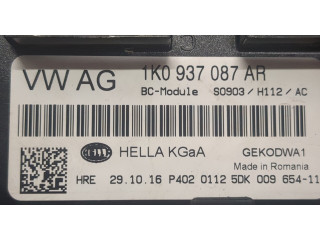 VW AG 1K0 937 087 AR
BC-Module S0903/H112/AC
HELLA HELLA KGaA GEKODWA1
Made in Romania
HRE 29.10.16 P402 0112 5DK 009 654-11